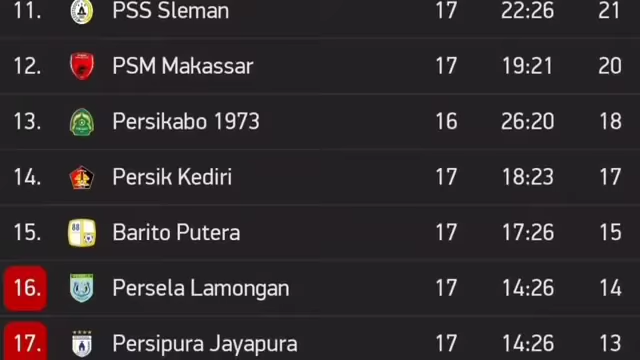 11. PSS Sleman 17 22:26 21
12. PSM Makassar 17 19:21 20
13. Persikabo 1973 16 26:20 18
14. Persik Kediri 17 18:23 17
15. Barito Putera 17 17:26 15
16. Persela Lamongan 17 14:26 14
17. Persipura Jayapura 17 14:26 13